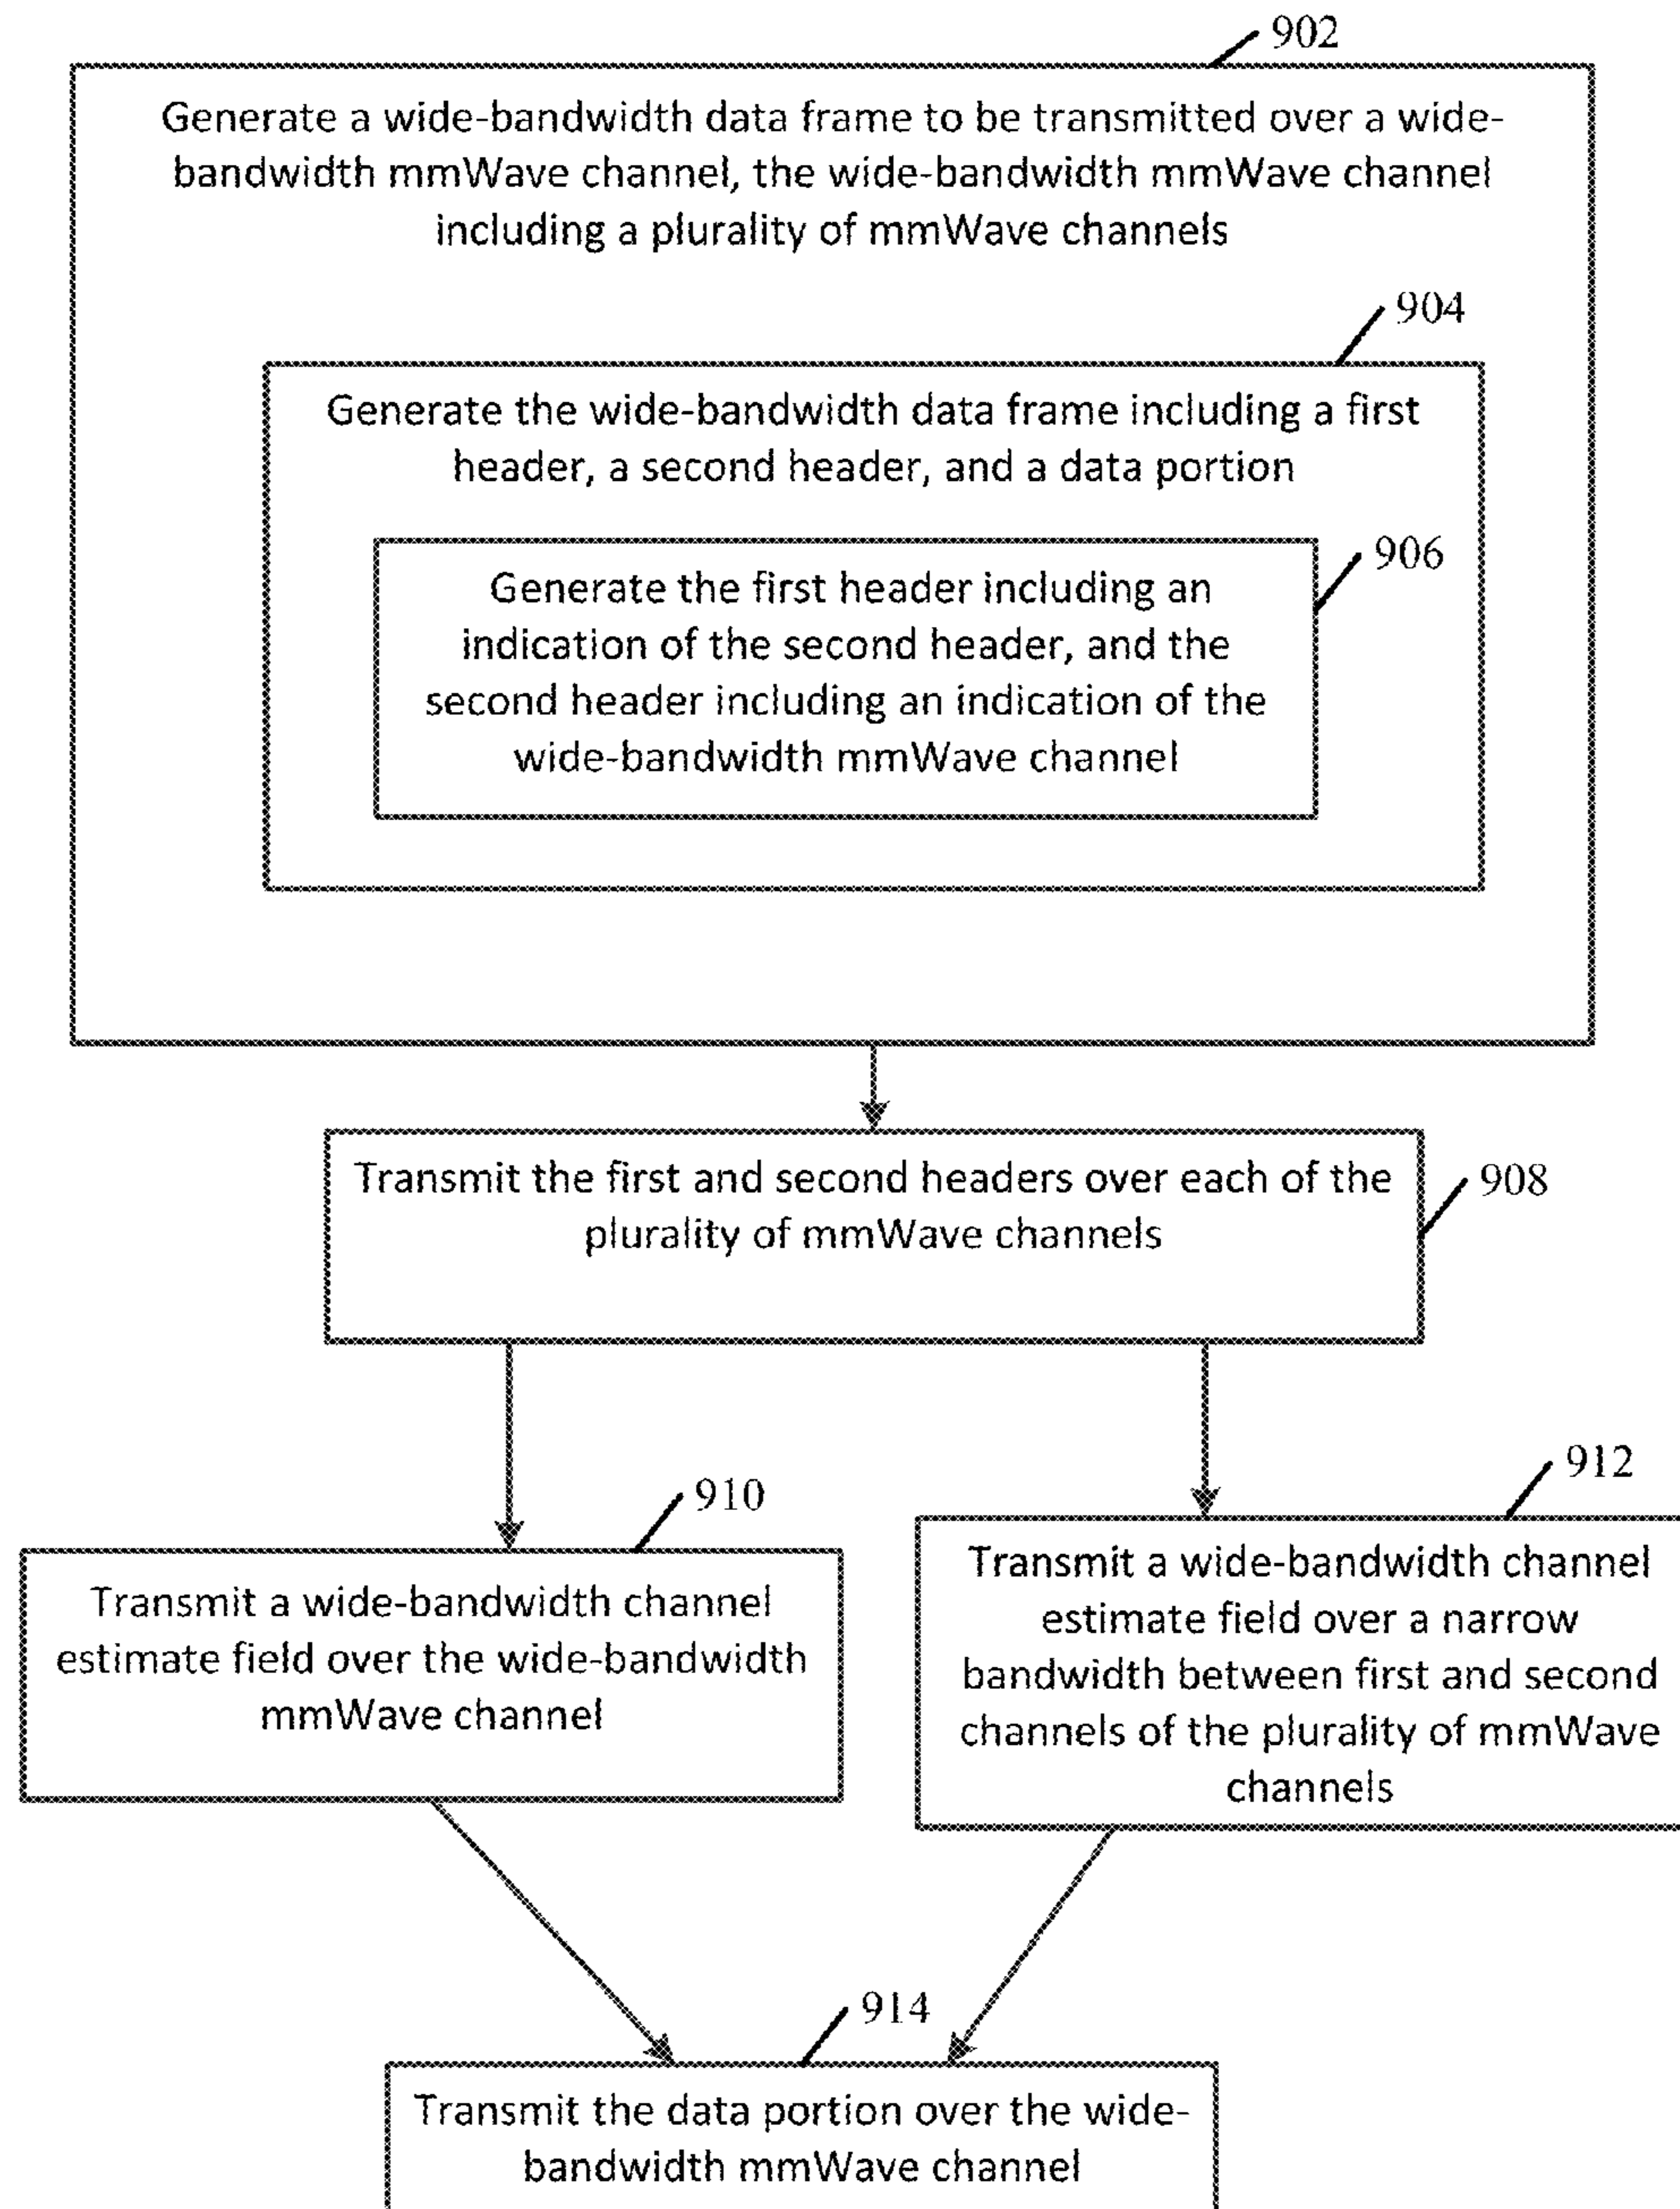 902
Generate a wide-bandwidth data frame to be transmitted over a wide-
bandwidth mmWave channel, the wide-bandwidth mmWave channel
including a plurality of mmWave channels
904
Generate the wide-bandwidth data frame including a first
header, a second header, and a data portion
906
Generate the first header including an
indication of the second header, and the
second header including an indication of the
wide-bandwidth mmWave channel
Transmit the first and second headers over each of the
plurality of mmWave channels
908
910
Transmit a wide-bandwidth channel
estimate field over the wide-bandwidth
mmWave channel
912
Transmit a wide-bandwidth channel
estimate field over a narrow
bandwidth between first and second
channels of the plurality of mmWave
channels
914
Transmit the data portion over the wide-
bandwidth mmWave channel